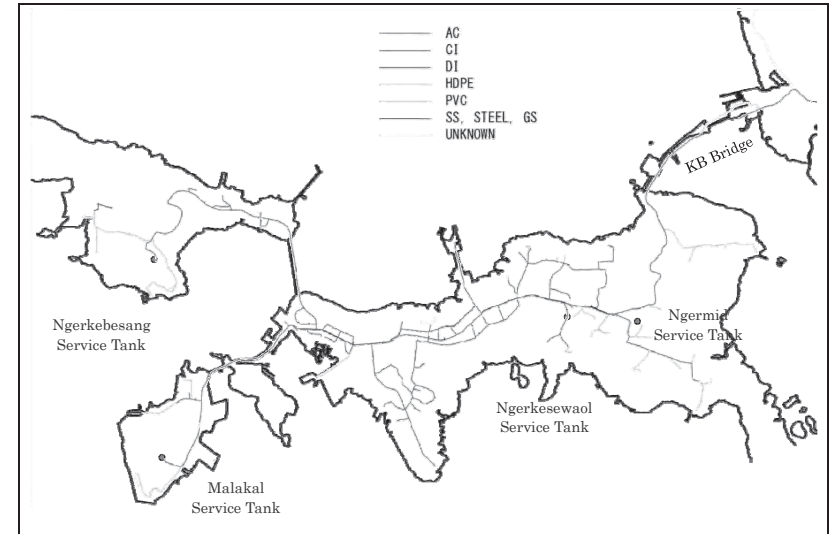 AC
CI
DI
HDPE
PVC
SS, STEEL, GS
UNKNOWN
KB Bridge
Ngerkebesang
Service Tank
Ngermid
Service Tank
Ngerkesewaol
Service Tank
Malakal
Service Tank